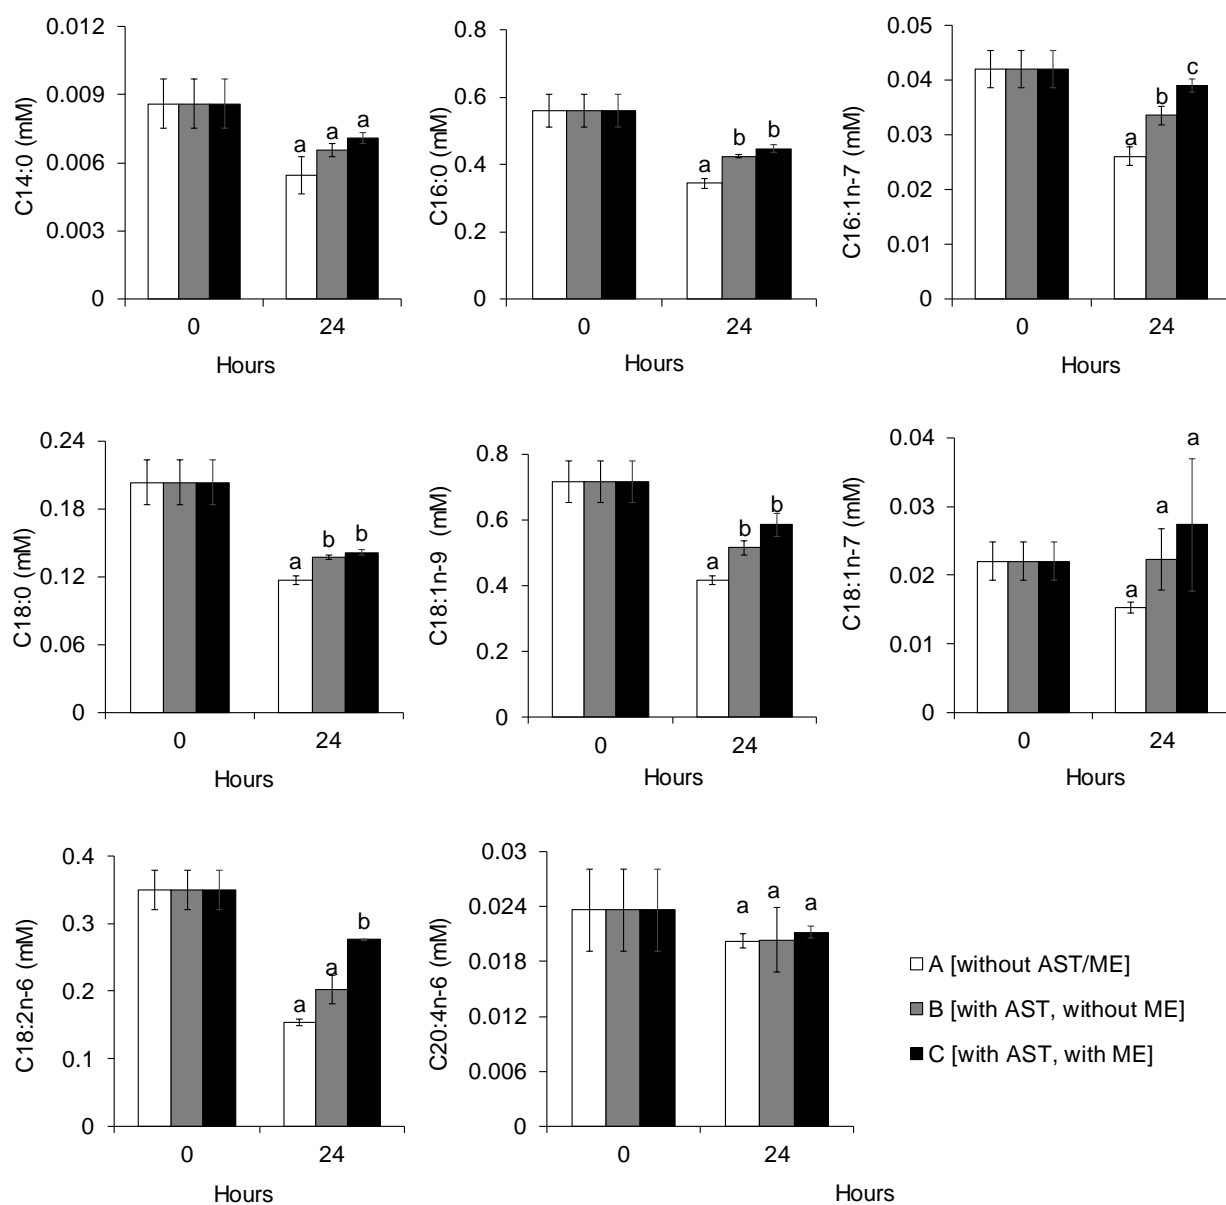 C14:0 (mM)
0.012
0.009
0.006
0.003
0
a a a
0 24
Hours
C16:0 (mM)
0.8
0.6
0.4
0.2
0
a b b
0 24
Hours
C16:1n-7 (mM)
0.05
0.04
0.03
0.02
0.01
0
a b c
0 24
Hours
C18:0 (mM)
0.24
0.18
0.12
0.06
0
a b b
0 24
Hours
C18:1n-9 (mM)
0.8
0.6
0.4
0.2
0
a b b
0 24
Hours
C18:1n-7 (mM)
0.04
0.03
0.02
0.01
0
a a a
0 24
Hours
C18:2n-6 (mM)
0.4
0.3
0.2
0.1
0
a a b
0 24
Hours
C20:4n-6 (mM)
0.03
0.024
0.018
0.012
0.006
0
a a a
0 24
Hours
A [without AST/ME]
B [with AST, without ME]
C [with AST, with ME]